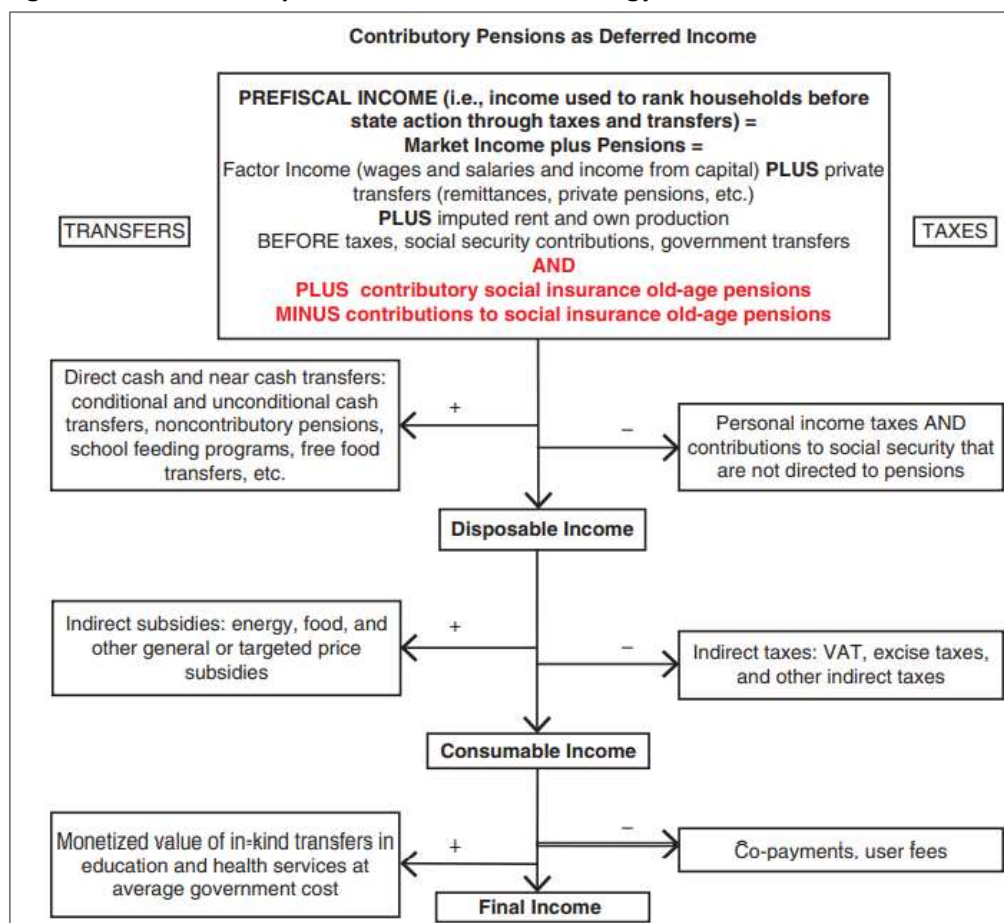 Contributory Pensions as Deferred Income
PREFISCAL INCOME (i.e., income used to rank households before
state action through taxes and transfers) =
Market Income plus Pensions =
Factor Income (wages and salaries and income from capital) PLUS private
transfers (remittances, private pensions, etc.)
PLUS imputed rent and own production
BEFORE taxes, social security contributions, government transfers
AND
PLUS contributory social insurance old-age pensions
MINUS contributions to social insurance old-age pensions
TRANSFERS
TAXES
Direct cash and near cash transfers:
conditional and unconditional cash
transfers, noncontributory pensions,
school feeding programs, free food
transfers, etc.
+
−
Personal income taxes AND
contributions to social security that
are not directed to pensions
Disposable Income
Indirect subsidies: energy, food, and
other general or targeted price
subsidies
+
−
Indirect taxes: VAT, excise taxes,
and other indirect taxes
Consumable Income
Monetized value of in-kind transfers in
education and health services at
average government cost
+
−
Co-payments, user fees
Final Income